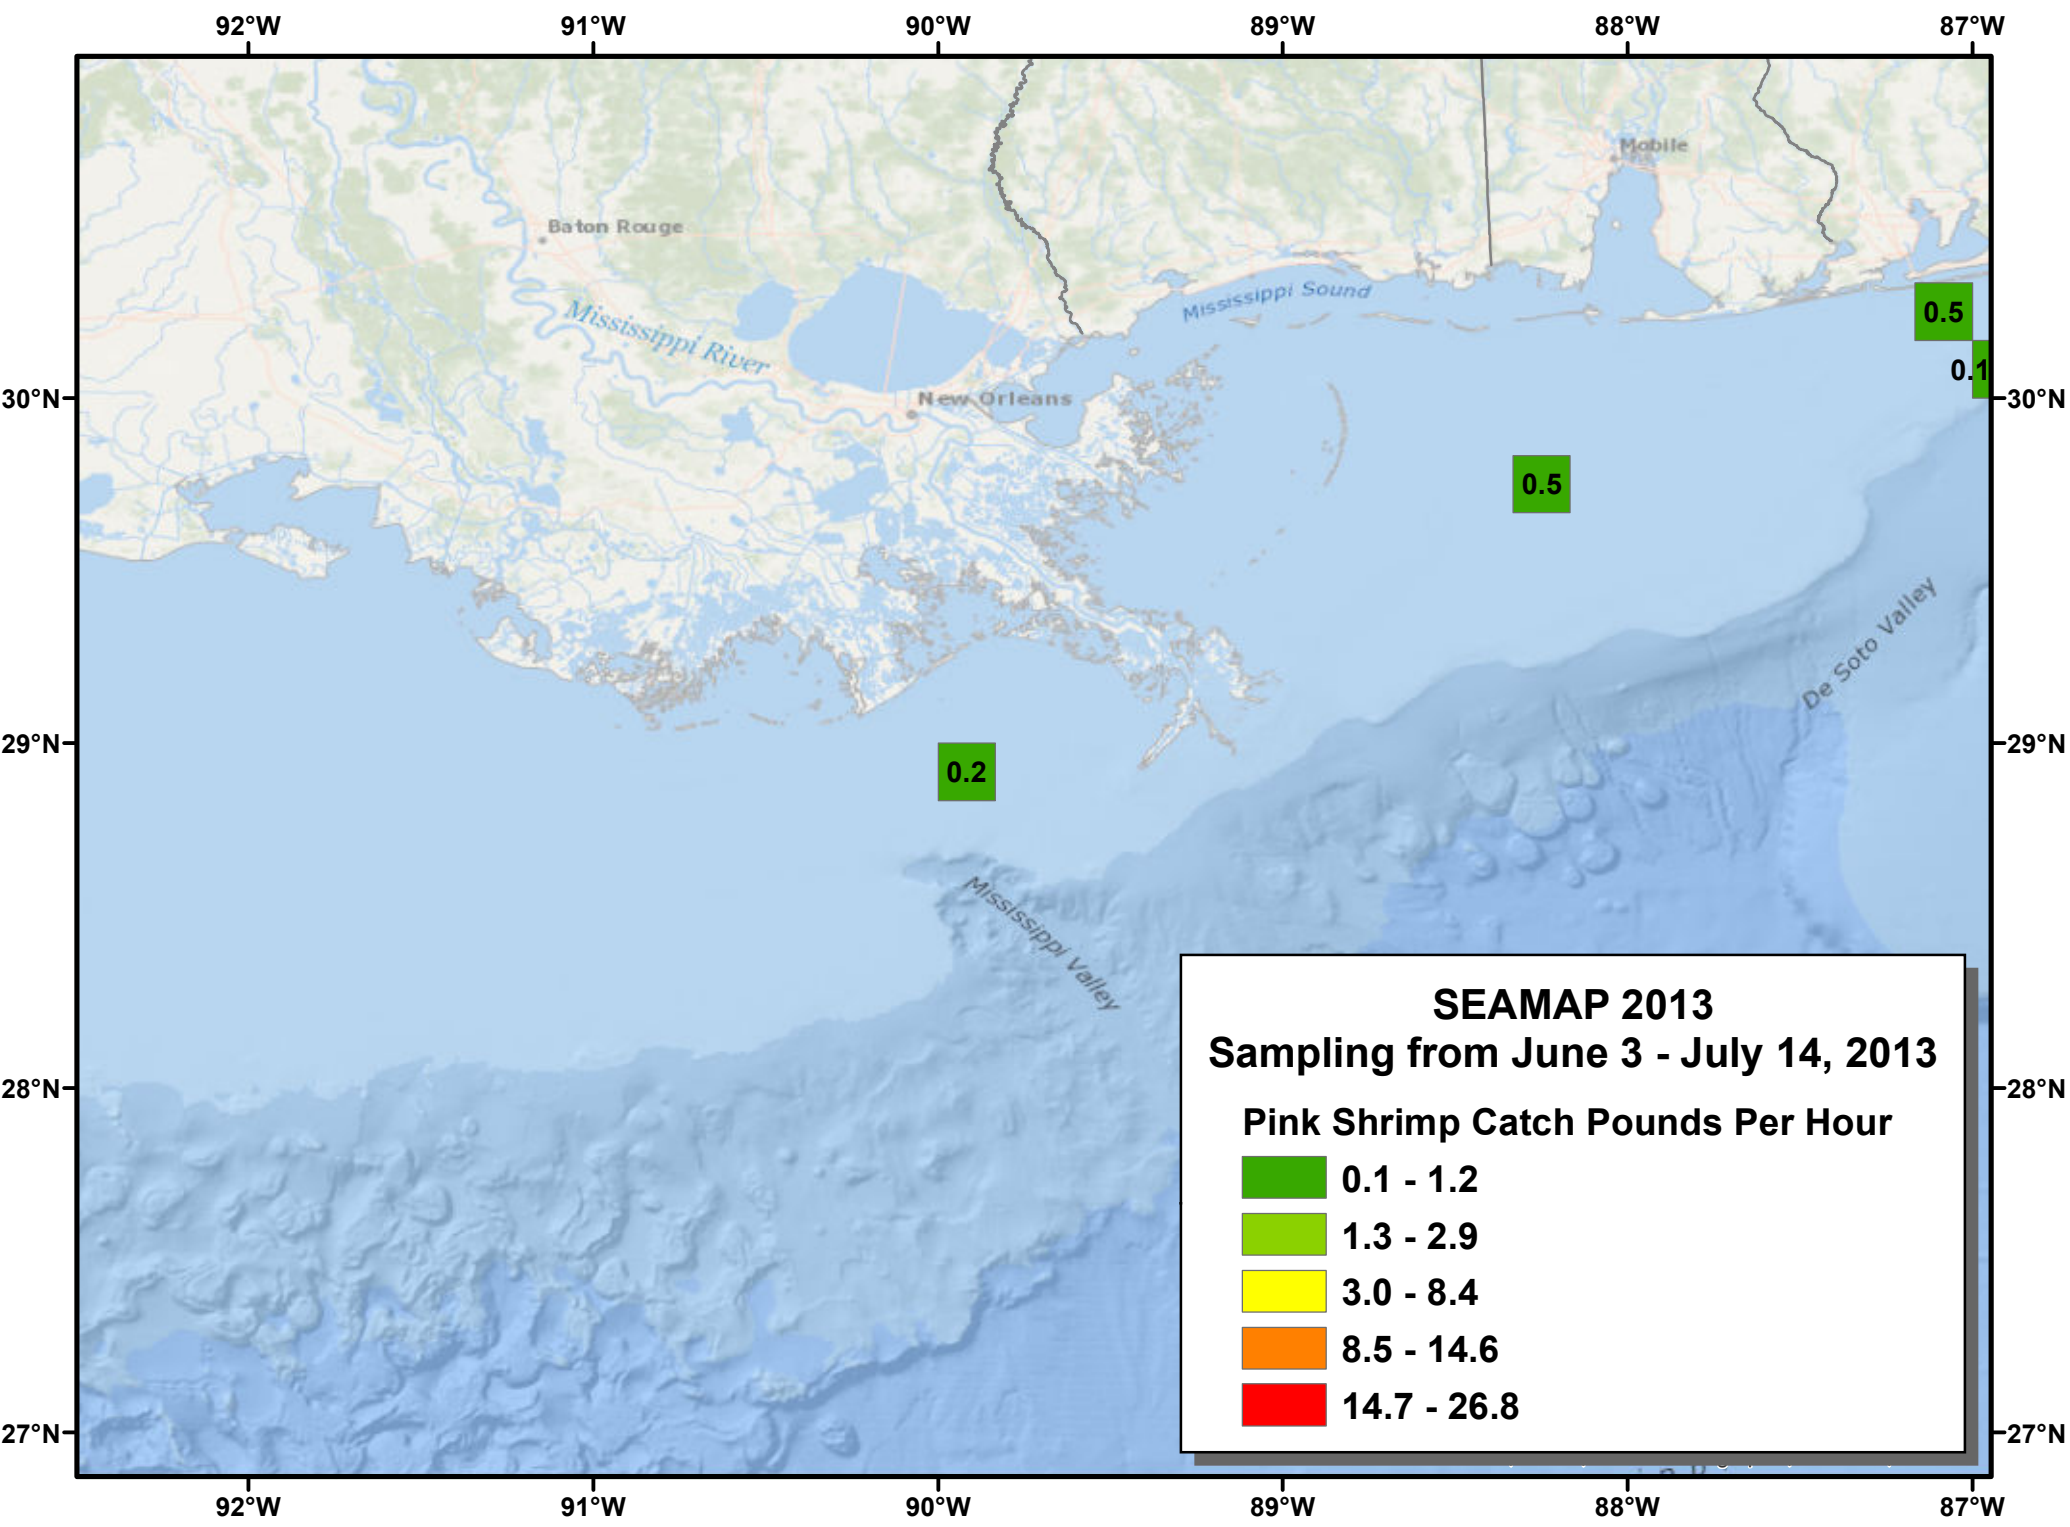 92°W 91°W 90°W 89°W 88°W 87°W
Mobile
Baton Rouge
Mississippi Sound
0.5
Mississippi River
0.1
30°N New Orleans 30°N
0.5
De Soto Valley
29°N 29°N
0.2
Mississippi Valley
SEAMAP 2013
Sampling from June 3 - July 14, 2013
28°N 28°N
Pink Shrimp Catch Pounds Per Hour
0.1 - 1.2
1.3 - 2.9
3.0 - 8.4
8.5 - 14.6
14.7 - 26.8
27°N 27°N
92°W 91°W 90°W 89°W 88°W 87°W